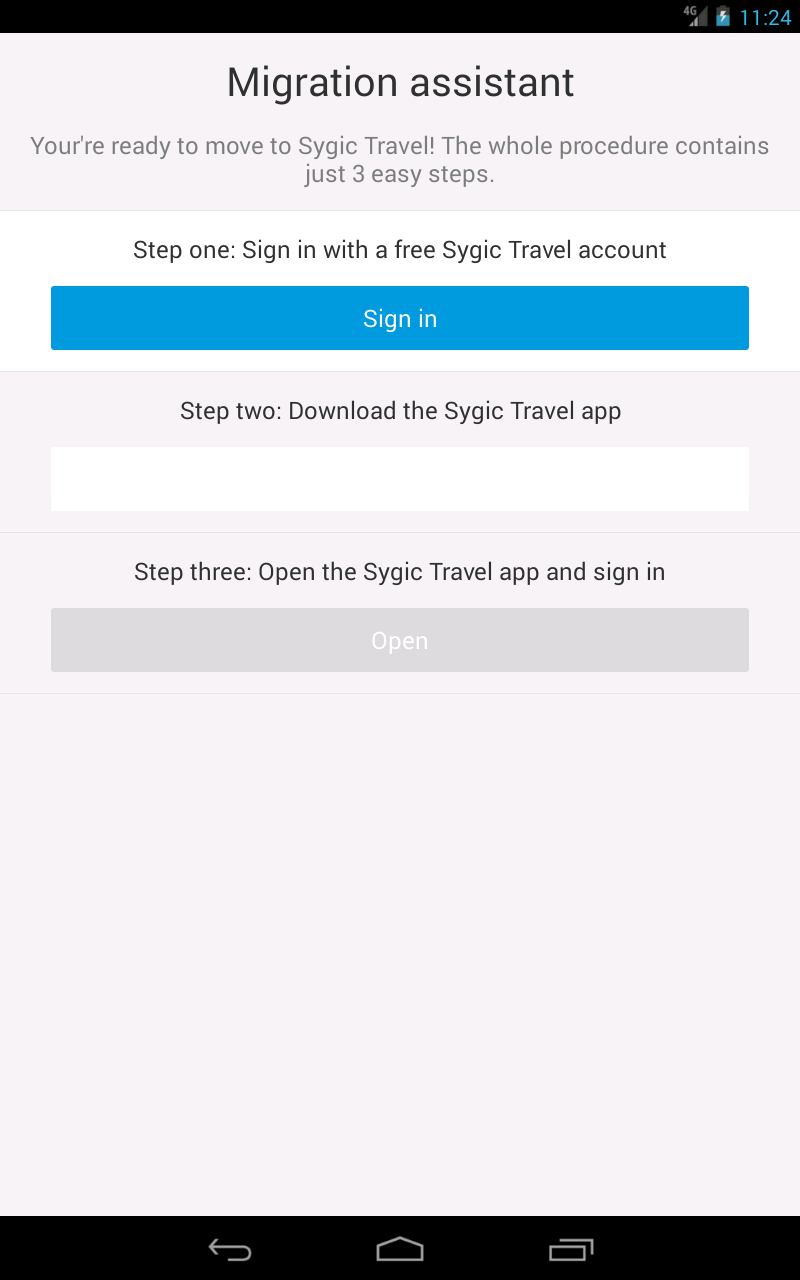 4G 11:24
Migration assistant
Your're ready to move to Sygic Travel! The whole procedure contains
just 3 easy steps.
Step one: Sign in with a free Sygic Travel account
Sign in
Step two: Download the Sygic Travel app
Step three: Open the Sygic Travel app and sign in
Open